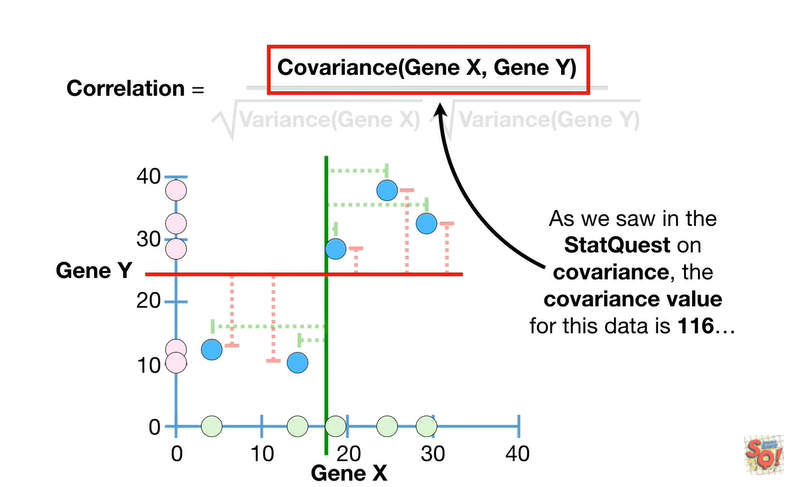 Covariance(Gene X, Gene Y)
Correlation =
Variance(Gene X) Variance(Gene Y)
40
30
Gene Y
20
10
0
0 10 20 30 40
Gene X
As we saw in the
StatQuest on
covariance, the
covariance value
for this data is 116…
SQ!